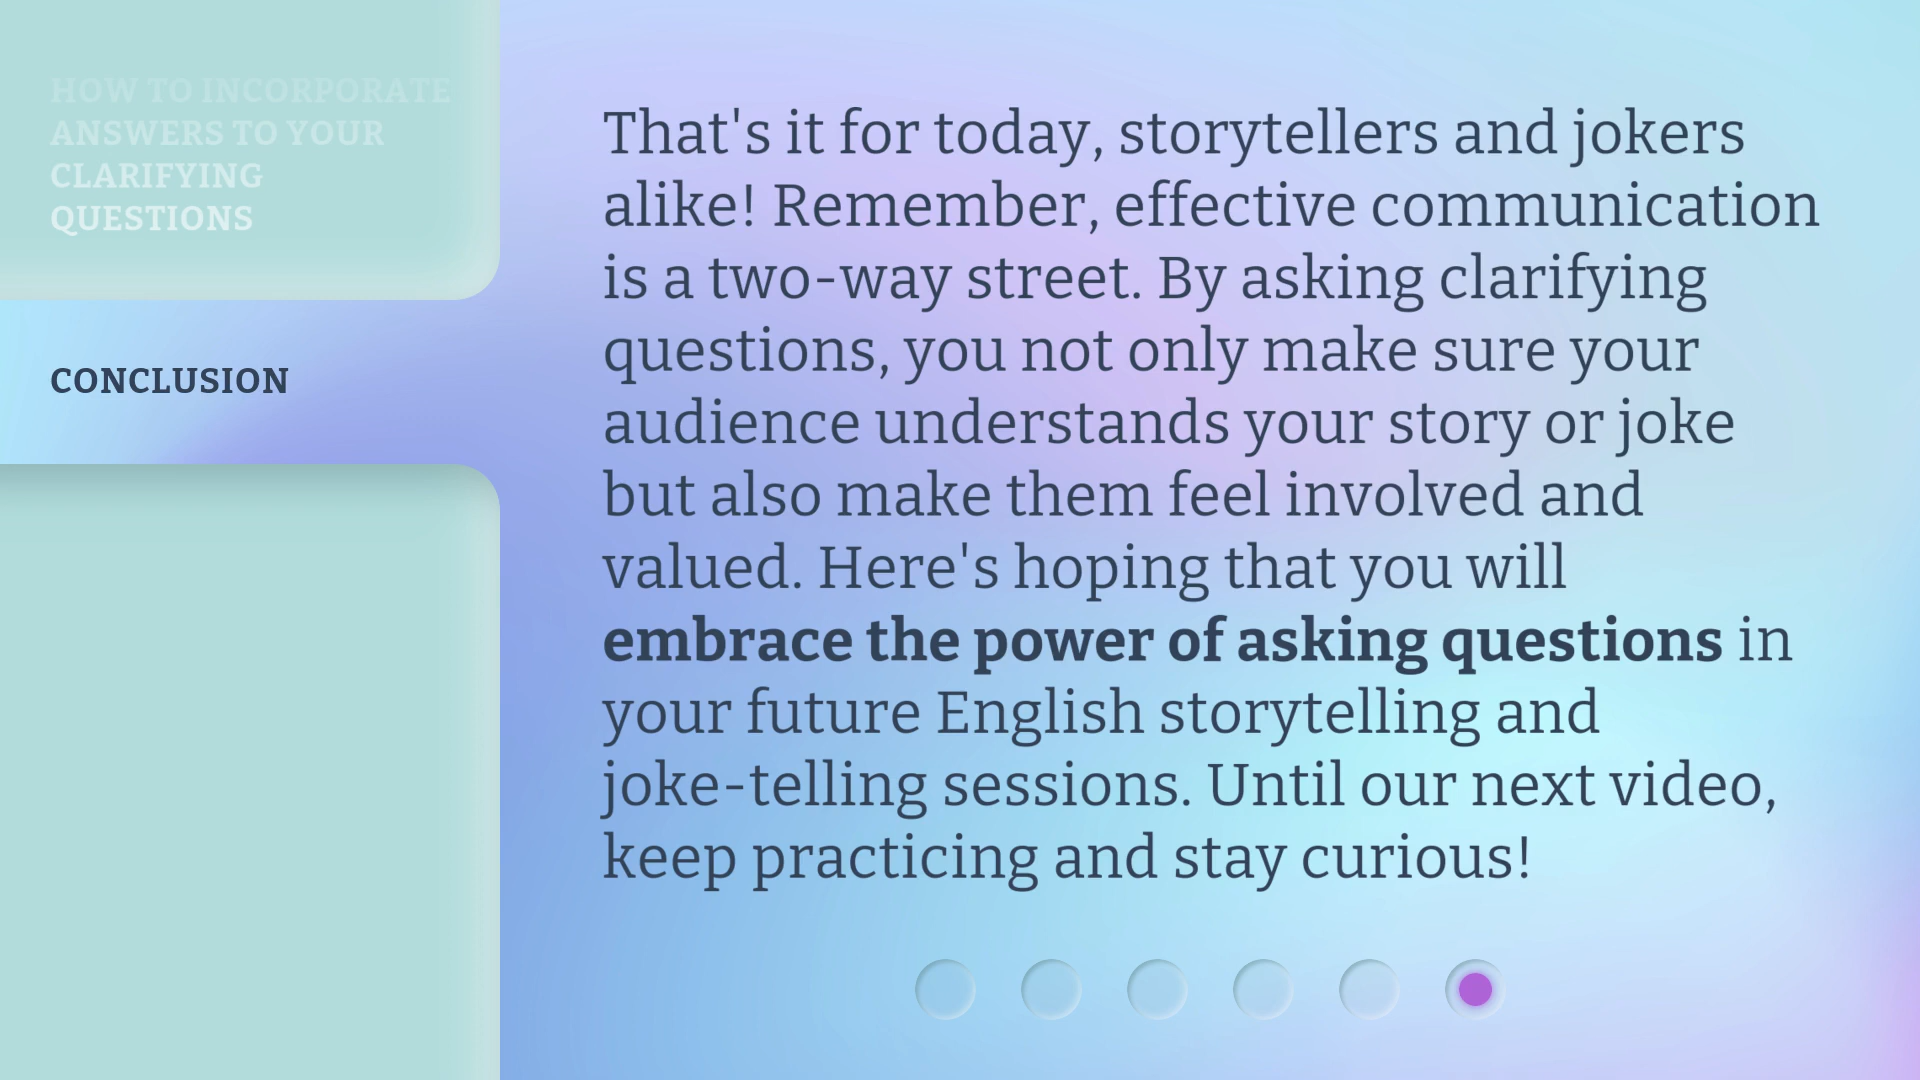 HOW TO INCORPORATE
ANSWERS TO YOUR
CLARIFYING
QUESTIONS
CONCLUSION
That's it for today, storytellers and jokers
alike! Remember, effective communication
is a two-way street. By asking clarifying
questions, you not only make sure your
audience understands your story or joke
but also make them feel involved and
valued. Here's hoping that you will
embrace the power of asking questions in
your future English storytelling and
joke-telling sessions. Until our next video,
keep practicing and stay curious!